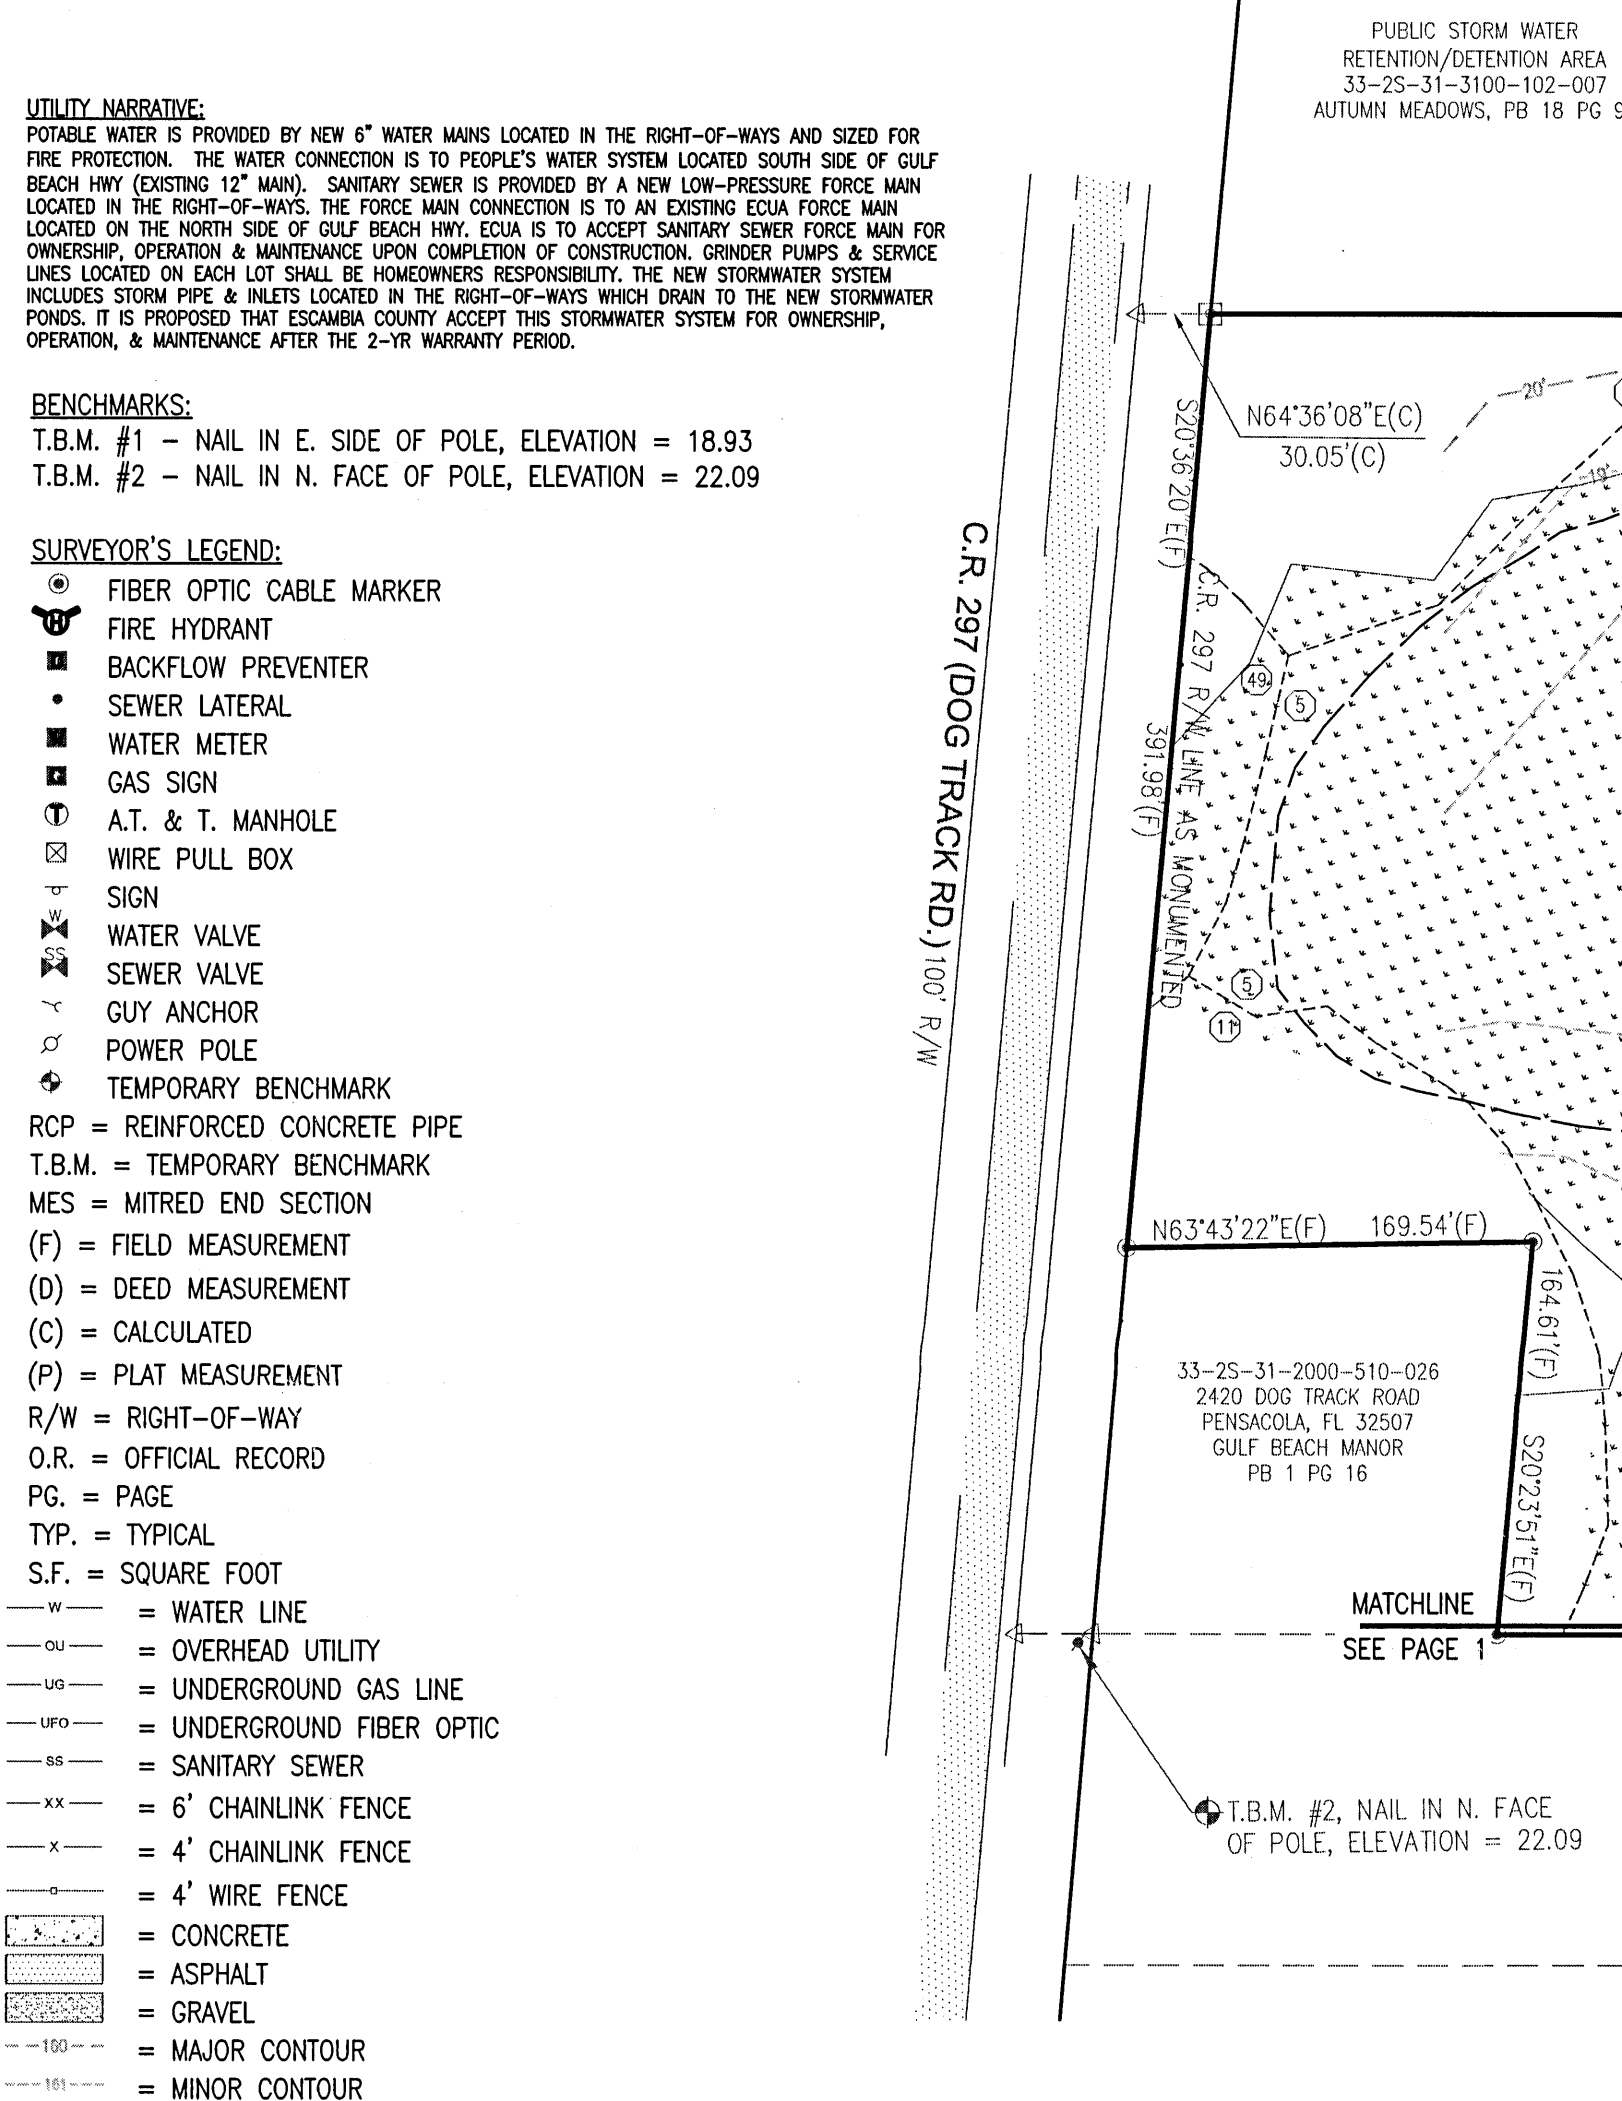 UTILITY NARRATIVE:
POTABLE WATER IS PROVIDED BY NEW 6" WATER MAINS LOCATED IN THE RIGHT-OF-WAYS AND SIZED FOR
FIRE PROTECTION. THE WATER CONNECTION IS TO PEOPLE'S WATER SYSTEM LOCATED SOUTH SIDE OF GULF
BEACH HWY (EXISTING 12" MAIN). SANITARY SEWER IS PROVIDED BY A NEW LOW-PRESSURE FORCE MAIN
LOCATED IN THE RIGHT-OF-WAYS. THE FORCE MAIN CONNECTION IS TO AN EXISTING ECUA FORCE MAIN
LOCATED ON THE NORTH SIDE OF GULF BEACH HWY. ECUA IS TO ACCEPT SANITARY SEWER FORCE MAIN FOR
OWNERSHIP, OPERATION & MAINTENANCE UPON COMPLETION OF CONSTRUCTION. GRINDER PUMPS & SERVICE
LINES LOCATED ON EACH LOT SHALL BE HOMEOWNERS RESPONSIBILITY. THE NEW STORMWATER SYSTEM
INCLUDES STORM PIPE & INLETS LOCATED IN THE RIGHT-OF-WAYS WHICH DRAIN TO THE NEW STORMWATER
PONDS. IT IS PROPOSED THAT ESCAMBIA COUNTY ACCEPT THIS STORMWATER SYSTEM FOR OWNERSHIP,
OPERATION, & MAINTENANCE AFTER THE 2-YR WARRANTY PERIOD.
BENCHMARKS:
T.B.M. #1 - NAIL IN E. SIDE OF POLE, ELEVATION = 18.93
T.B.M. #2 - NAIL IN N. FACE OF POLE, ELEVATION = 22.09
SURVEYOR'S LEGEND:
FIBER OPTIC CABLE MARKER
H FIRE HYDRANT
BACKFLOW PREVENTER
SEWER LATERAL
WATER METER
GAS SIGN
T A.T. & T. MANHOLE
WIRE PULL BOX
SIGN
W WATER VALVE
SS SEWER VALVE
GUY ANCHOR
POWER POLE
TEMPORARY BENCHMARK
RCP = REINFORCED CONCRETE PIPE
T.B.M. = TEMPORARY BENCHMARK
MES = MITRED END SECTION
(F) = FIELD MEASUREMENT
(D) = DEED MEASUREMENT
(C) = CALCULATED
(P) = PLAT MEASUREMENT
R/W = RIGHT-OF-WAY
O.R. = OFFICIAL RECORD
PG. = PAGE
TYP. = TYPICAL
S.F. = SQUARE FOOT
W = WATER LINE
OU = OVERHEAD UTILITY
UG = UNDERGROUND GAS LINE
UFO = UNDERGROUND FIBER OPTIC
SS = SANITARY SEWER
XX = 6' CHAINLINK FENCE
X = 4' CHAINLINK FENCE
= 4' WIRE FENCE
= CONCRETE
= ASPHALT
= GRAVEL
100 = MAJOR CONTOUR
101 = MINOR CONTOUR
PUBLIC STORM WATER
RETENTION/DETENTION AREA
33-2S-31-3100-102-007
AUTUMN MEADOWS, PB 18 PG 9
N64°36'08"E(C)
30.05'(C)
20'
19'
S20°36'20"E(F)
391.98'(F)
C.R. 297 R/W LINE AS MONUMENTED
C.R. 297 (DOG TRACK RD.) 100' R/W
49
5
5
11
N63°43'22"E(F) 169.54'(F)
164.61'(F)
S20°23'51"E(F)
33-2S-31-2000-510-026
2420 DOG TRACK ROAD
PENSACOLA, FL 32507
GULF BEACH MANOR
PB 1 PG 16
MATCHLINE
SEE PAGE 1
T.B.M. #2, NAIL IN N. FACE
OF POLE, ELEVATION = 22.09